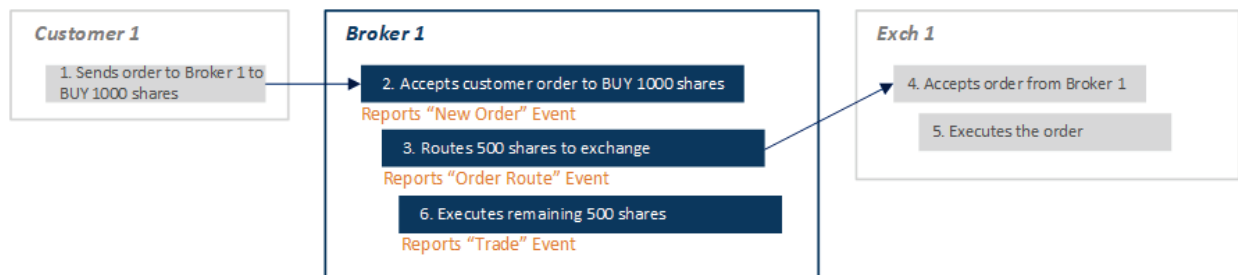 Customer 1
1. Sends order to Broker 1 to
BUY 1000 shares
Broker 1
2. Accepts customer order to BUY 1000 shares
Reports “New Order” Event
3. Routes 500 shares to exchange
Reports “Order Route” Event
6. Executes remaining 500 shares
Reports “Trade” Event
Exch 1
4. Accepts order from Broker 1
5. Executes the order